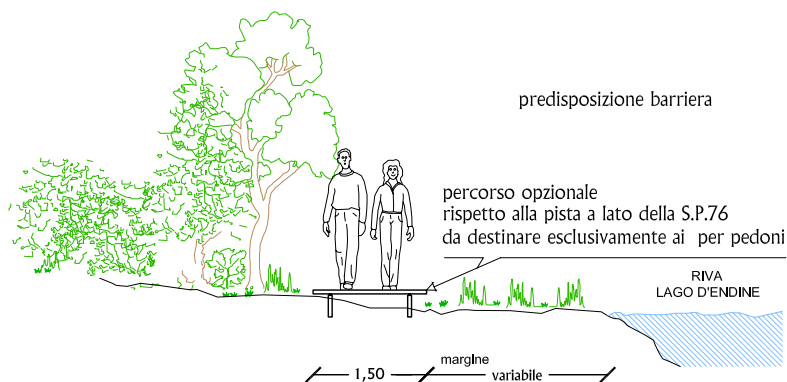 predisposizione barriera
percorso opzionale
rispetto alla pista a lato della S.P.76
da destinare esclusivamente ai per pedoni
RIVA
LAGO D'ENDINE
margine
1,50
variabile